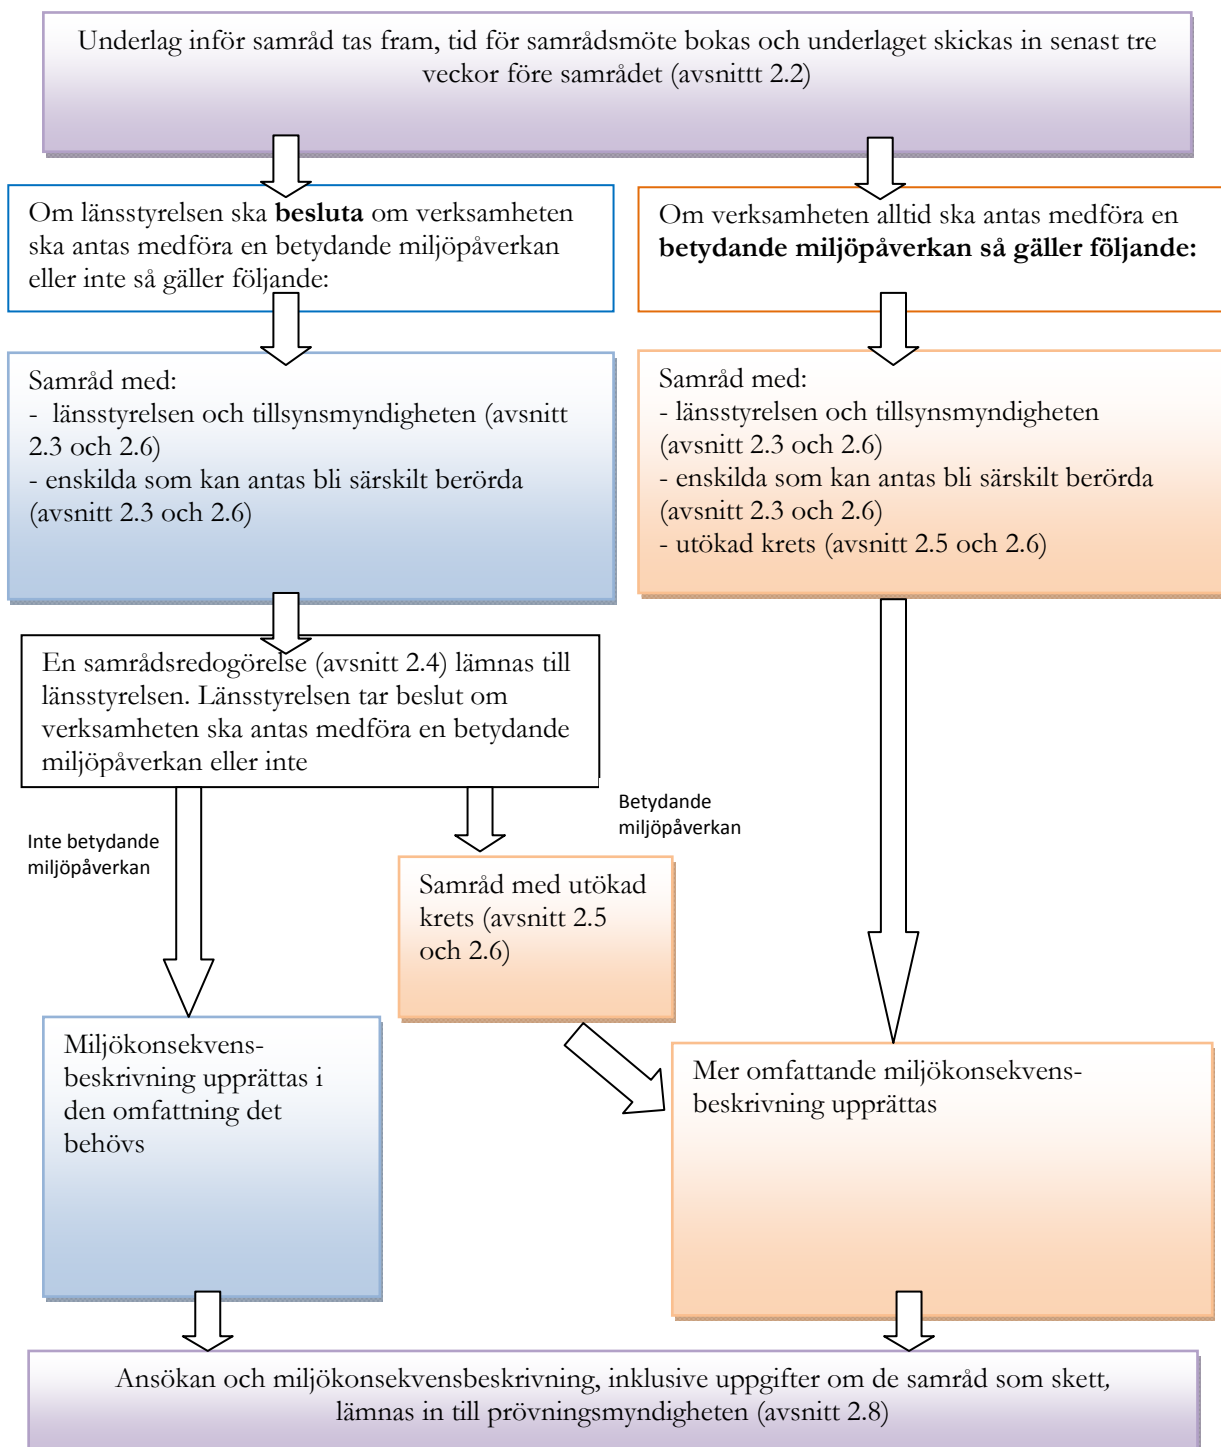 Underlag inför samråd tas fram, tid för samrådsmöte bokas och underlaget skickas in senast tre
veckor före samrådet (avsnittt 2.2)
Om länsstyrelsen ska besluta om verksamheten
ska antas medföra en betydande miljöpåverkan
eller inte så gäller följande:
Om verksamheten alltid ska antas medföra en
betydande miljöpåverkan så gäller följande:
Samråd med:
- länsstyrelsen och tillsynsmyndigheten (avsnitt
2.3 och 2.6)
- enskilda som kan antas bli särskilt berörda
(avsnitt 2.3 och 2.6)
Samråd med:
- länsstyrelsen och tillsynsmyndigheten
(avsnitt 2.3 och 2.6)
- enskilda som kan antas bli särskilt berörda
(avsnitt 2.3 och 2.6)
- utökad krets (avsnitt 2.5 och 2.6)
En samrådsredogörelse (avsnitt 2.4) lämnas till
länsstyrelsen. Länsstyrelsen tar beslut om
verksamheten ska antas medföra en betydande
miljöpåverkan eller inte
Inte betydande
miljöpåverkan
Betydande
miljöpåverkan
Samråd med utökad
krets (avsnitt 2.5
och 2.6)
Miljökonsekvens-
beskrivning upprättas i
den omfattning det
behövs
Mer omfattande miljökonsekvens-
beskrivning upprättas
Ansökan och miljökonsekvensbeskrivning, inklusive uppgifter om de samråd som skett,
lämnas in till prövningsmyndigheten (avsnitt 2.8)